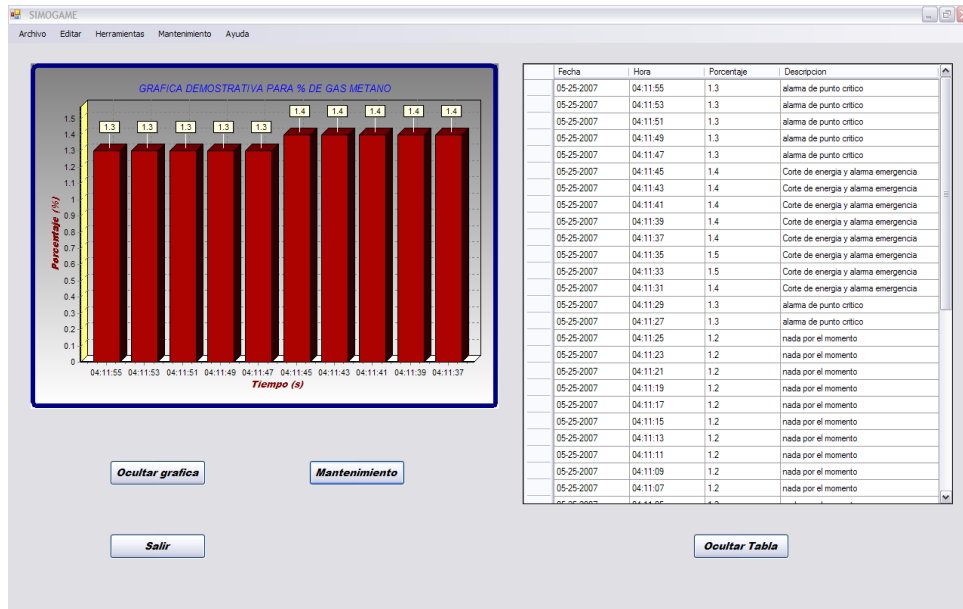 SIMOGAME
Archivo Editar Herramientas Mantenimiento Ayuda
GRAFICA DEMOSTRATIVA PARA % DE GAS METANO
1.3 1.3 1.3 1.3 1.3 1.4 1.4 1.4 1.4 1.4
1.5
1.4
1.3
1.2
1.1
1
0.9
0.8
0.7
0.6
0.5
0.4
0.3
0.2
0.1
0
Porcentaje (%)
04:11:55 04:11:53 04:11:51 04:11:49 04:11:47 04:11:45 04:11:43 04:11:41 04:11:39 04:11:37
Tiempo (s)
Fecha Hora Porcentaje Descripcion
05-25-2007 04:11:55 1.3 alarma de punto critico
05-25-2007 04:11:53 1.3 alarma de punto critico
05-25-2007 04:11:51 1.3 alarma de punto critico
05-25-2007 04:11:49 1.3 alarma de punto critico
05-25-2007 04:11:47 1.3 alarma de punto critico
05-25-2007 04:11:45 1.4 Corte de energia y alarma emergencia
05-25-2007 04:11:43 1.4 Corte de energia y alarma emergencia
05-25-2007 04:11:41 1.4 Corte de energia y alarma emergencia
05-25-2007 04:11:39 1.4 Corte de energia y alarma emergencia
05-25-2007 04:11:37 1.4 Corte de energia y alarma emergencia
05-25-2007 04:11:35 1.5 Corte de energia y alarma emergencia
05-25-2007 04:11:33 1.5 Corte de energia y alarma emergencia
05-25-2007 04:11:31 1.4 Corte de energia y alarma emergencia
05-25-2007 04:11:29 1.3 alarma de punto critico
05-25-2007 04:11:27 1.3 alarma de punto critico
05-25-2007 04:11:25 1.2 nada por el momento
05-25-2007 04:11:23 1.2 nada por el momento
05-25-2007 04:11:21 1.2 nada por el momento
05-25-2007 04:11:19 1.2 nada por el momento
05-25-2007 04:11:17 1.2 nada por el momento
05-25-2007 04:11:15 1.2 nada por el momento
05-25-2007 04:11:13 1.2 nada por el momento
05-25-2007 04:11:11 1.2 nada por el momento
05-25-2007 04:11:09 1.2 nada por el momento
05-25-2007 04:11:07 1.2 nada por el momento
Ocultar grafica
Mantenimiento
Salir
Ocultar Tabla